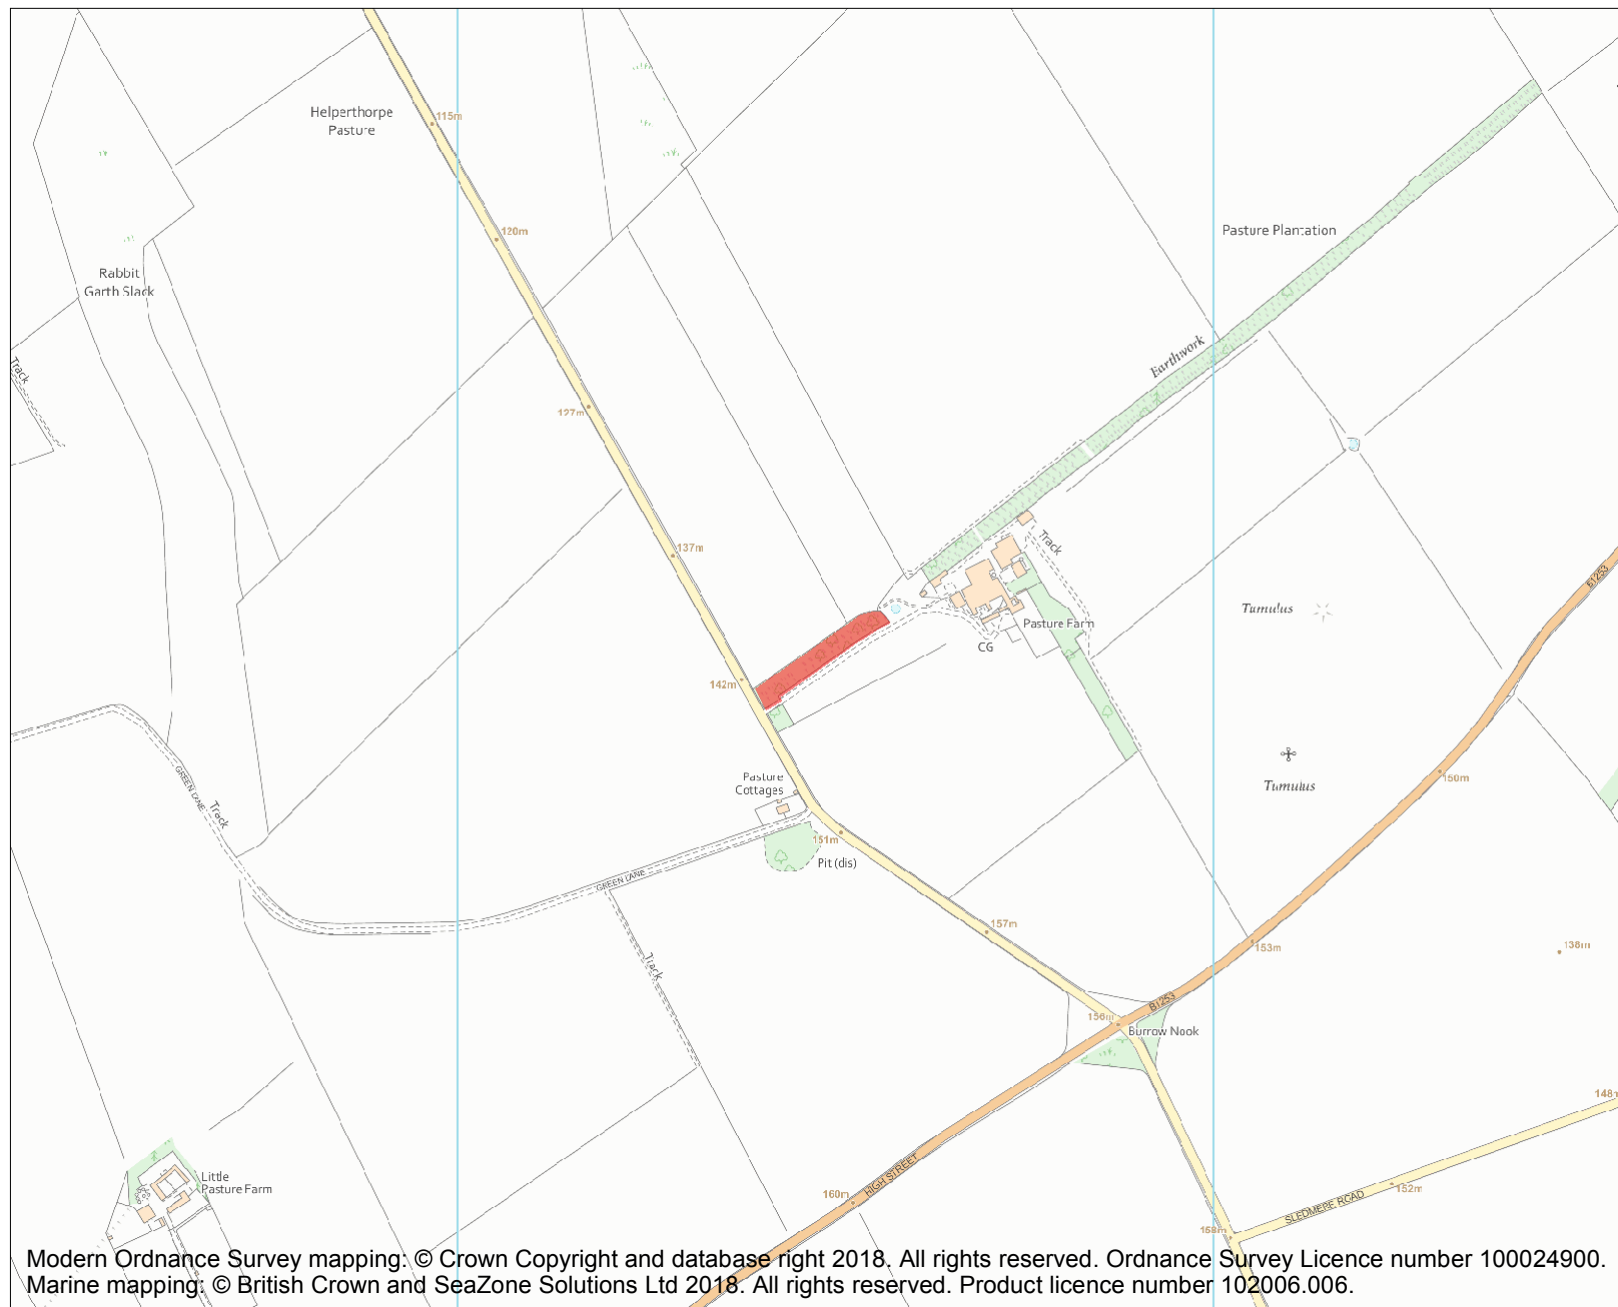 Helperthorpe
Pasture
115m
120m
Pasture Plantation
Rabbit
Garth Slack
Earthwork
Track
127m
137m
Track
B1253
Tumulus
Pasture Farm
CG
142m
Pasture
Cottages
Tumulus
150m
GREEN LANE
Track
151m
Pit (dis)
GREEN LANE
157m
153m
138m
Track
B1253
156m
Burrow Nook
148m
Little
Pasture Farm
HIGH STREET
160m
152m
SLEDMERE ROAD
158m
Modern Ordnance Survey mapping: © Crown Copyright and database right 2018. All rights reserved. Ordnance Survey Licence number 100024900.
Marine mapping: © British Crown and SeaZone Solutions Ltd 2018. All rights reserved. Product licence number 102006.006.